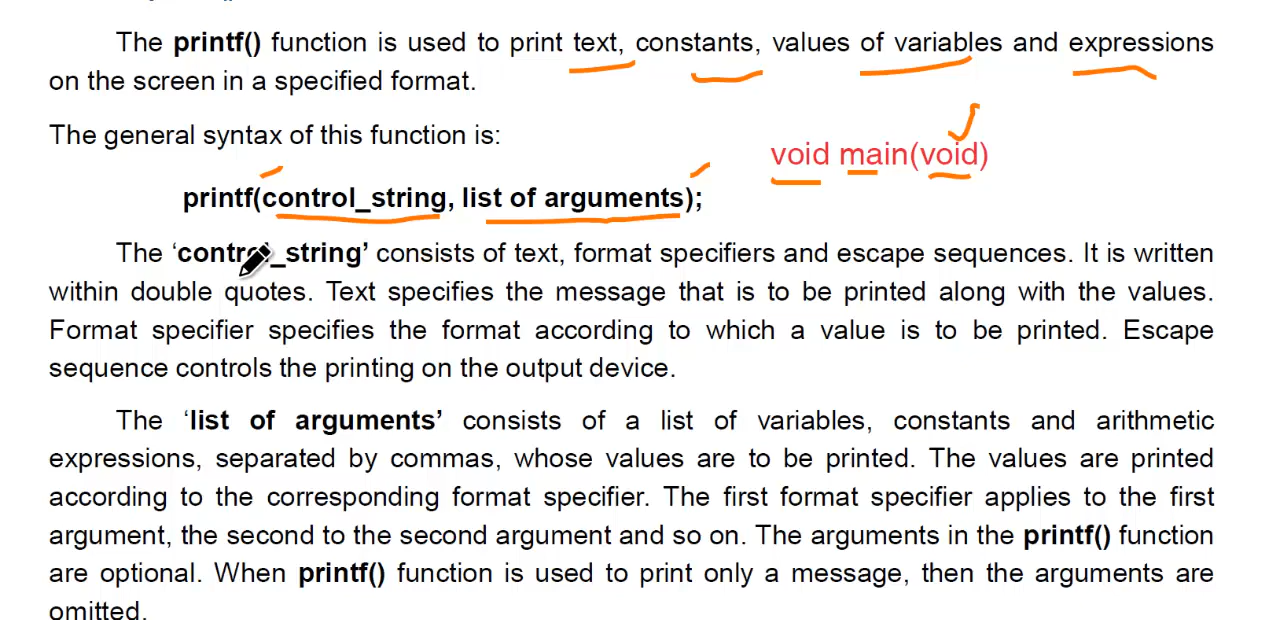 The printf() function is used to print text, constants, values of variables and expressions
on the screen in a specified format.
The general syntax of this function is:
void main(void)
printf(control_string, list of arguments);
The ‘control_string’ consists of text, format specifiers and escape sequences. It is written
within double quotes. Text specifies the message that is to be printed along with the values.
Format specifier specifies the format according to which a value is to be printed. Escape
sequence controls the printing on the output device.
The ‘list of arguments’ consists of a list of variables, constants and arithmetic
expressions, separated by commas, whose values are to be printed. The values are printed
according to the corresponding format specifier. The first format specifier applies to the first
argument, the second to the second argument and so on. The arguments in the printf() function
are optional. When printf() function is used to print only a message, then the arguments are
omitted.